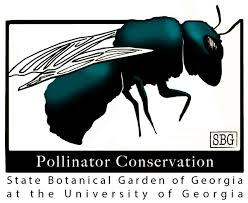 SBG
Pollinator Conservation
State Botanical Garden of Georgia
at the University of Georgia